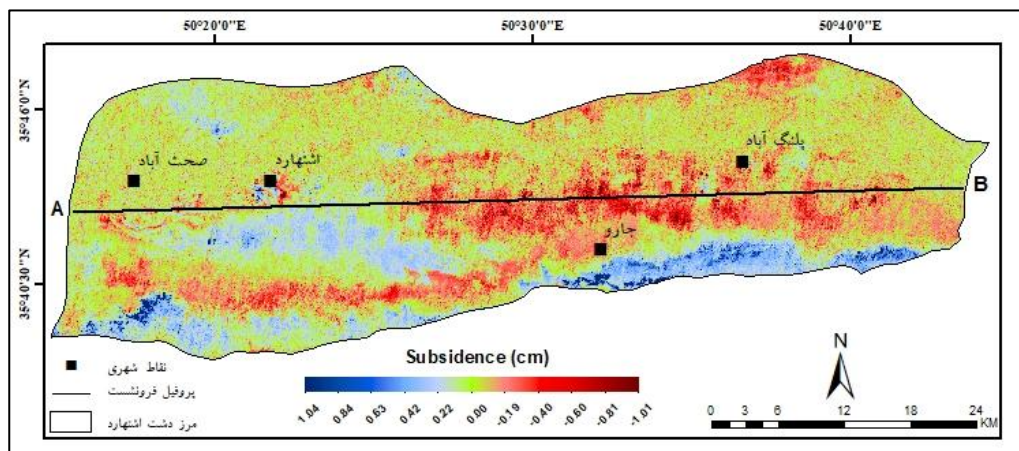 50°20'0"E 50°30'0"E 50°40'0"E
35°46'0"N
35°40'30"N
صحت آباد
اشتهارد
پلنگ آباد
جارو
A
B
نقاط شهری
پروفیل فرونشست
مرز دشت اشتهارد
Subsidence (cm)
1.04 0.84 0.63 0.42 0.22 0.00 -0.19 -0.40 -0.60 -0.81 -1.01
N
0 3 6 12 18 24
KM